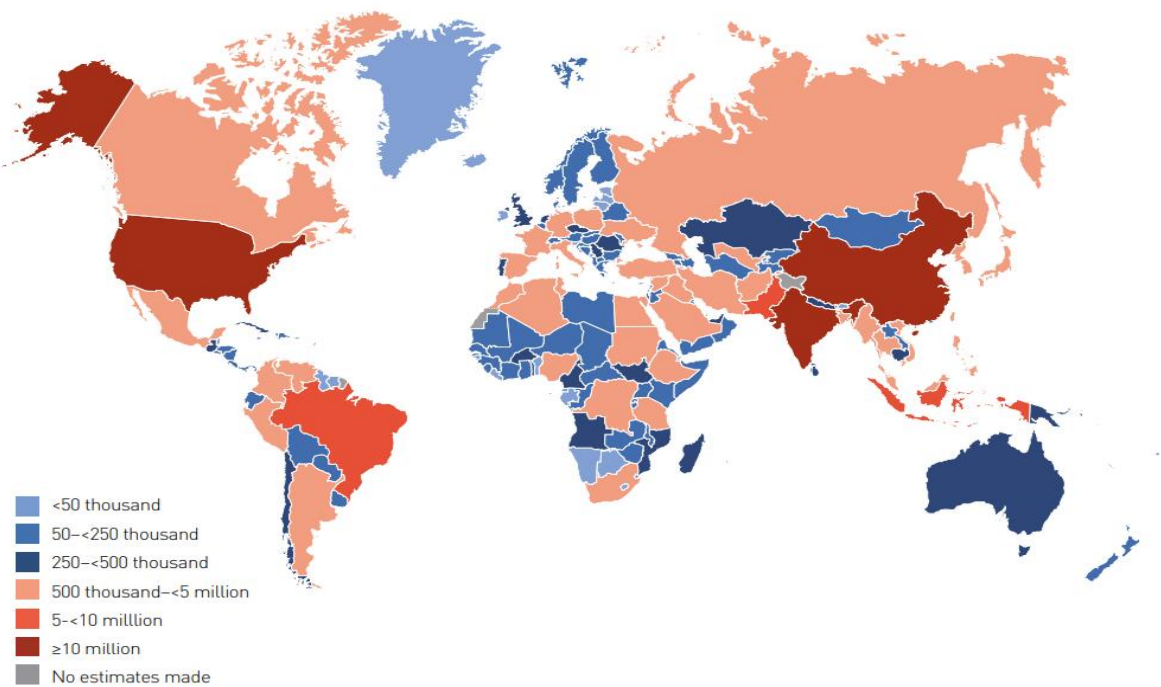 <50 thousand
50–<250 thousand
250–<500 thousand
500 thousand–<5 million
5-<10 milllion
≥10 million
No estimates made